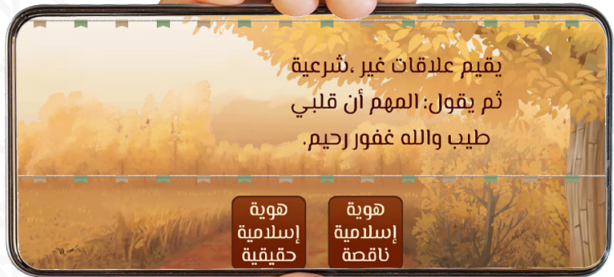 يقيم علاقات غير ،شرعية
ثم يقول: المهم أن قلبي
طيب والله غفور رحيم.
هوية
إسلامية
ناقصة
هوية
إسلامية
حقيقية